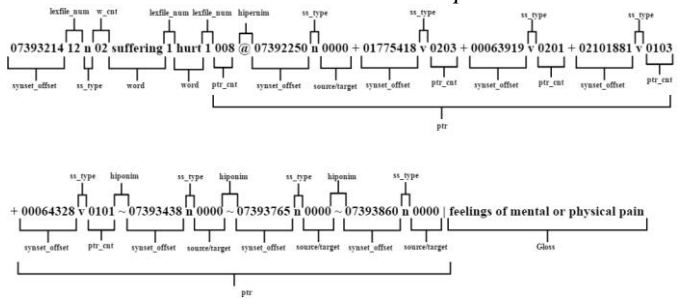 lexfile_num w_cnt lexfile_num lexfile_num hipernim ss_type ss_type ss_type ss_type
07393214 12 n 02 suffering 1 hurt 1 008 @ 07392250 n 0000 + 01775418 v 0203 + 00063919 v 0201 + 02101881 v 0103
synset_offset ss_type word word ptr_cnt synset_offset source/target synset_offset ptr_cnt synset_offset ptr_cnt synset_offset ptr_cnt
ptr
ss_type hiponim ss_type hiponim ss_type hiponim ss_type
+ 00064328 v 0101 ~ 07393438 n 0000 ~ 07393765 n 0000 ~ 07393860 n 0000 | feelings of mental or physical pain
synset_offset ptr_cnt synset_offset source/target synset_offset source/target synset_offset source/target Gloss
ptr